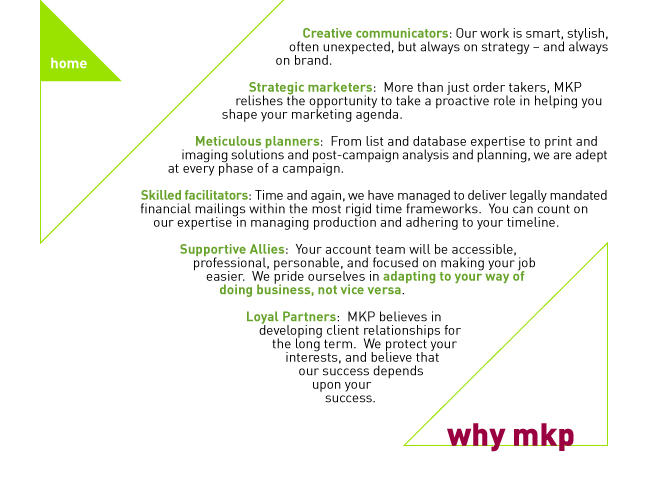 home
Creative communicators: Our work is smart, stylish,
often unexpected, but always on strategy – and always
on brand.
Strategic marketers:  More than just order takers, MKP
relishes the opportunity to take a proactive role in helping you
shape your marketing agenda.
Meticulous planners:  From list and database expertise to print and
imaging solutions and post-campaign analysis and planning, we are adept
at every phase of a campaign.
Skilled facilitators: Time and again, we have managed to deliver legally mandated
financial mailings within the most rigid time frameworks.  You can count on
our expertise in managing production and adhering to your timeline.
Supportive Allies:  Your account team will be accessible,
professional, personable, and focused on making your job
easier.  We pride ourselves in adapting to your way of
doing business, not vice versa.
Loyal Partners:  MKP believes in
developing client relationships for
the long term.  We protect your
interests, and believe that
our success depends
upon your
success.
why mkp